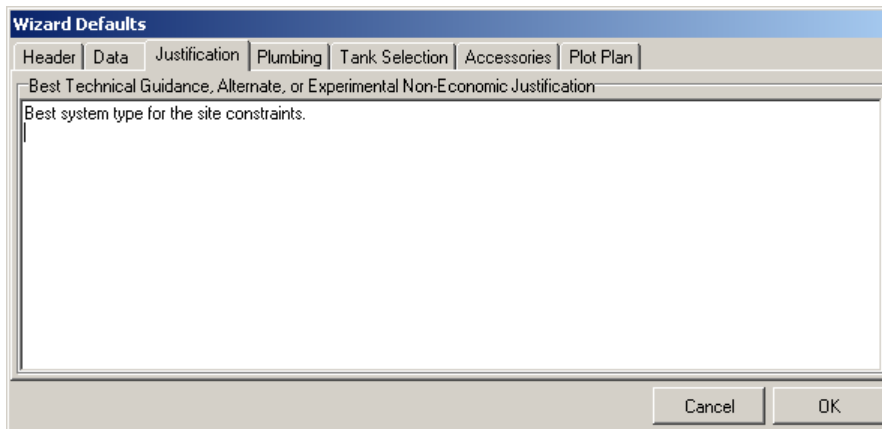 Wizard Defaults
Header Data Justification Plumbing Tank Selection Accessories Plot Plan
Best Technical Guidance, Alternate, or Experimental Non-Economic Justification
Best system type for the site constraints.
Cancel OK